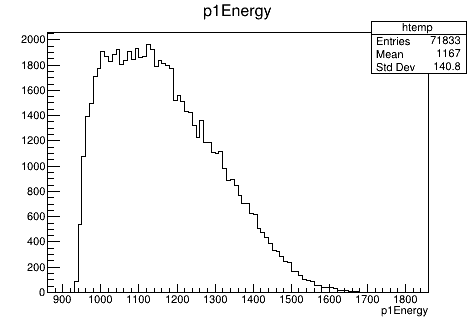 p1Energy
htemp
Entries 71833
Mean 1167
Std Dev 140.8
2000
1800
1600
1400
1200
1000
800
600
400
200
0
900 1000 1100 1200 1300 1400 1500 1600 1700 1800
p1Energy